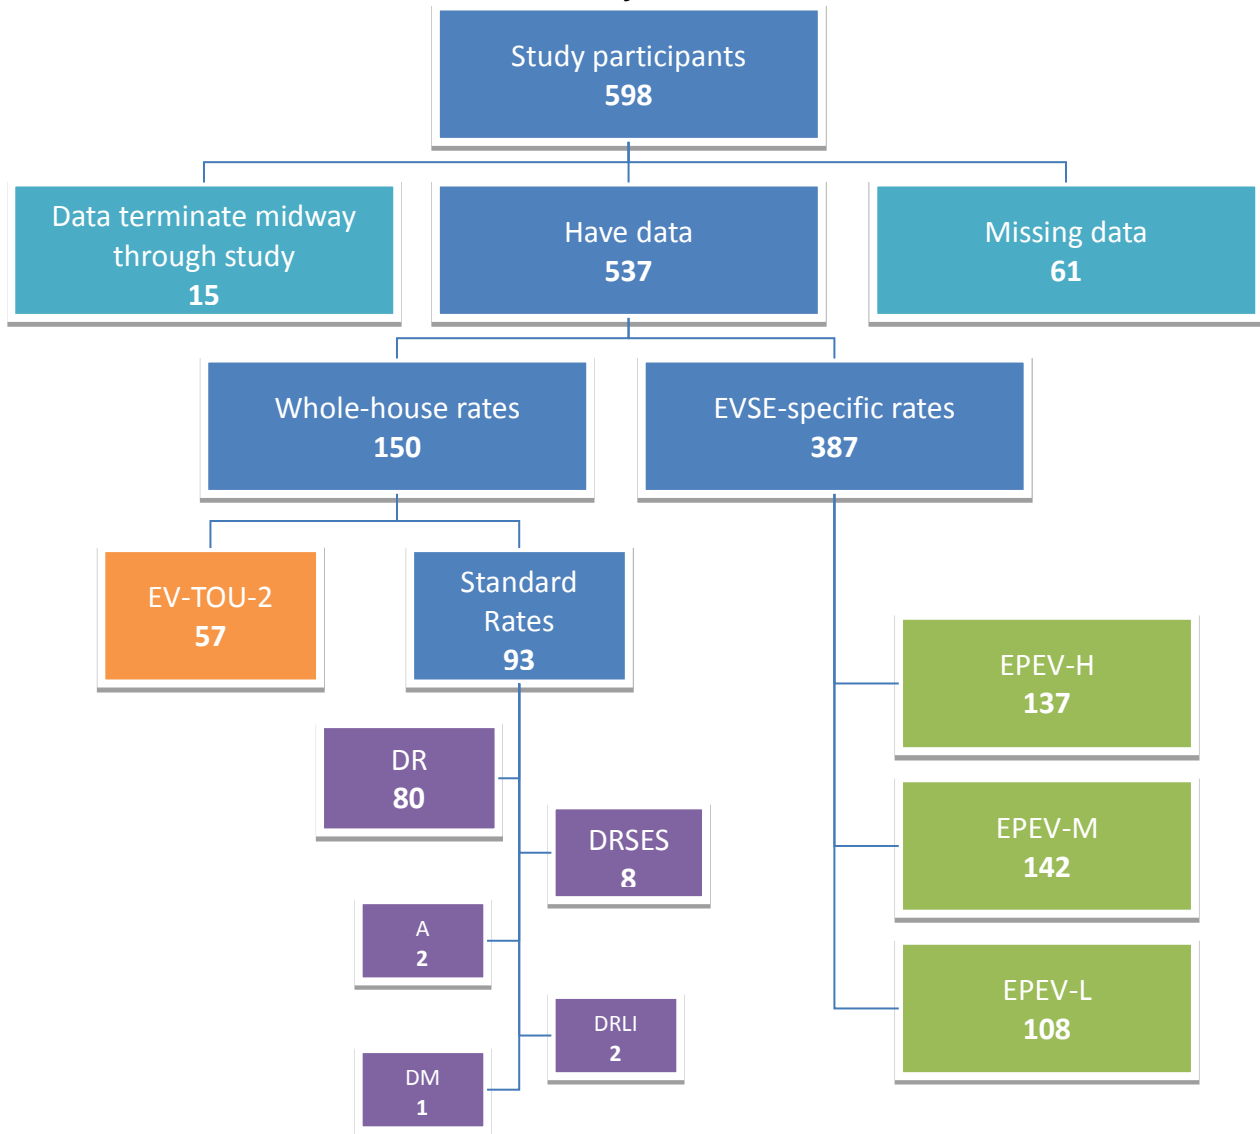 Study participants
598
Data terminate midway
through study
15
Have data
537
Missing data
61
Whole-house rates
150
EVSE-specific rates
387
EV-TOU-2
57
Standard
Rates
93
EPEV-H
137
DR
80
DRSES
8
EPEV-M
142
A
2
EPEV-L
108
DRLI
2
DM
1